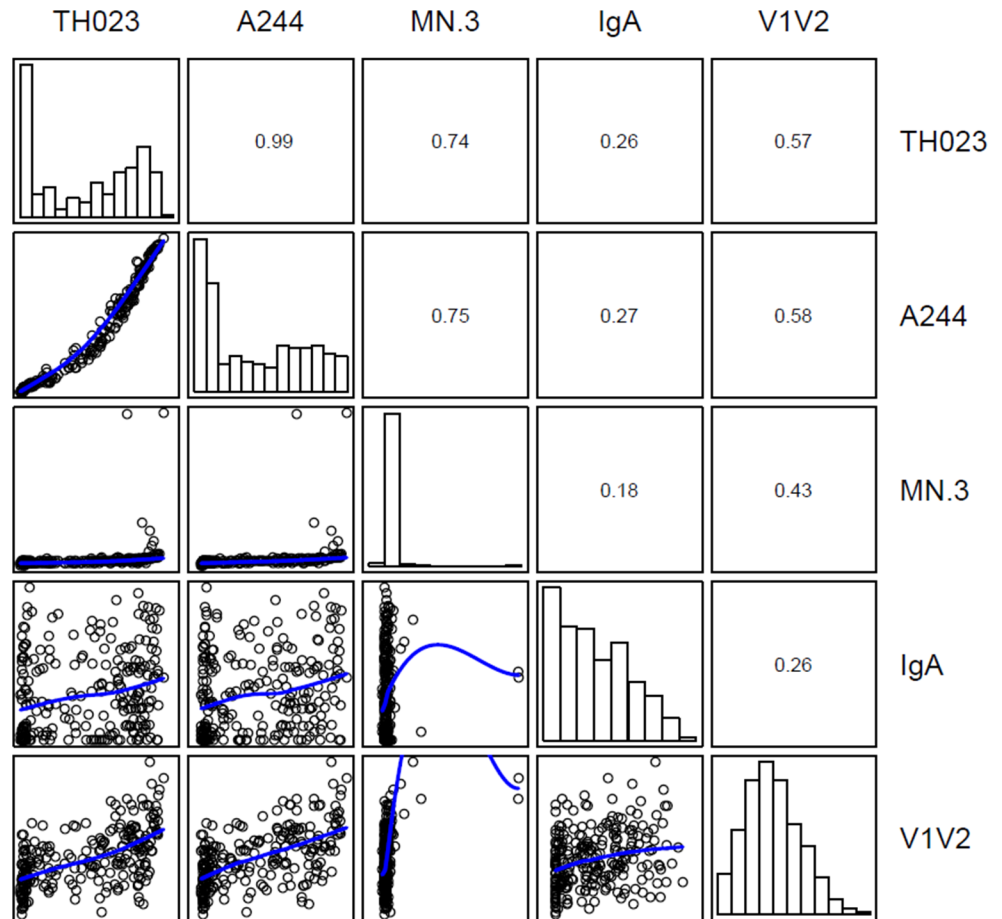 TH023 A244 MN.3 IgA V1V2
0.99 0.74 0.26 0.57 TH023
0.75 0.27 0.58 A244
0.18 0.43 MN.3
0.26 IgA
V1V2